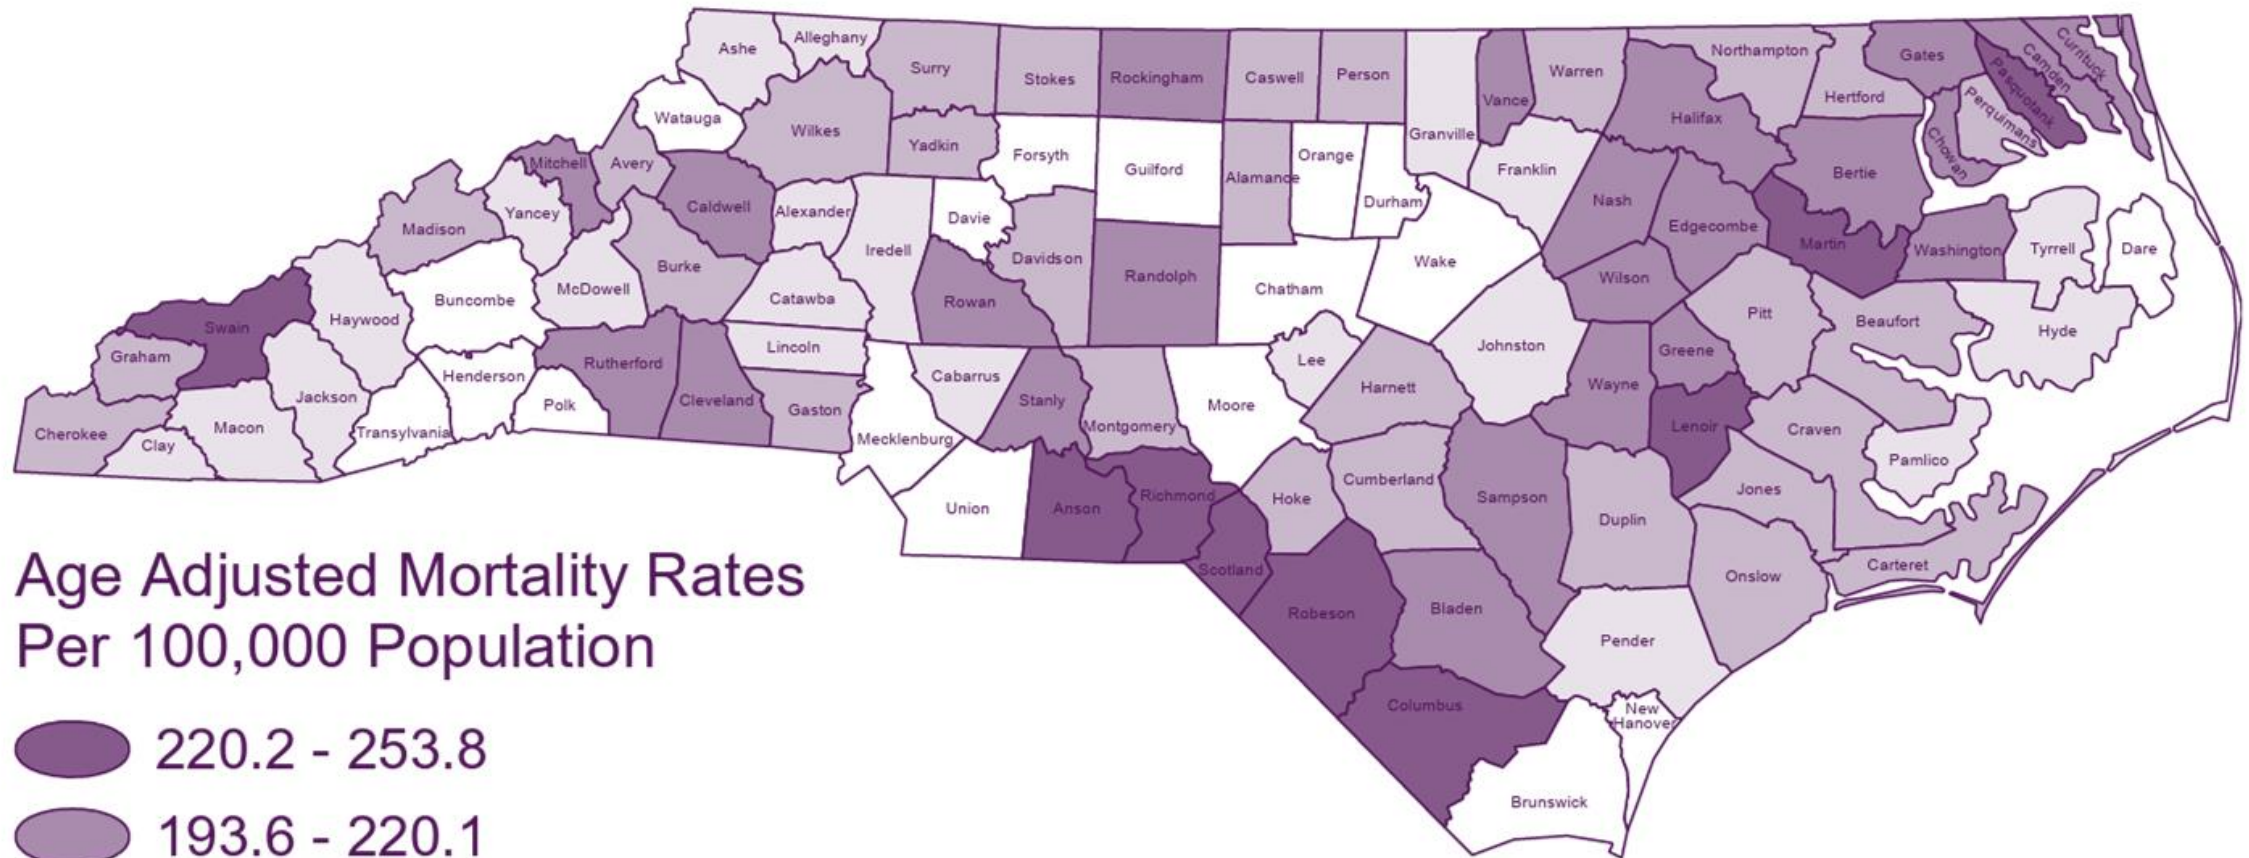 Ashe
Alleghany
Surry
Stokes
Rockingham
Caswell
Person
Granville
Vance
Warren
Northampton
Halifax
Hertford
Gates
Currituck
Camden
Pasquotank
Perquimans
Chowan
Watauga
Wilkes
Yadkin
Forsyth
Guilford
Alamance
Orange
Durham
Franklin
Nash
Edgecombe
Bertie
Martin
Washington
Tyrrell
Dare
Mitchell
Avery
Caldwell
Alexander
Iredell
Davie
Davidson
Randolph
Chatham
Wake
Wilson
Pitt
Beaufort
Hyde
Madison
Yancey
McDowell
Burke
Catawba
Rowan
Johnston
Greene
Wayne
Lenoir
Craven
Pamlico
Swain
Haywood
Buncombe
Rutherford
Cleveland
Lincoln
Gaston
Cabarrus
Stanly
Montgomery
Moore
Lee
Harnett
Graham
Cherokee
Clay
Macon
Jackson
Transylvania
Henderson
Polk
Mecklenburg
Union
Anson
Richmond
Scotland
Hoke
Cumberland
Sampson
Duplin
Jones
Onslow
Carteret
Robeson
Bladen
Pender
Columbus
New
Hanover
Brunswick
Age Adjusted Mortality Rates
Per 100,000 Population
220.2 - 253.8
193.6 - 220.1